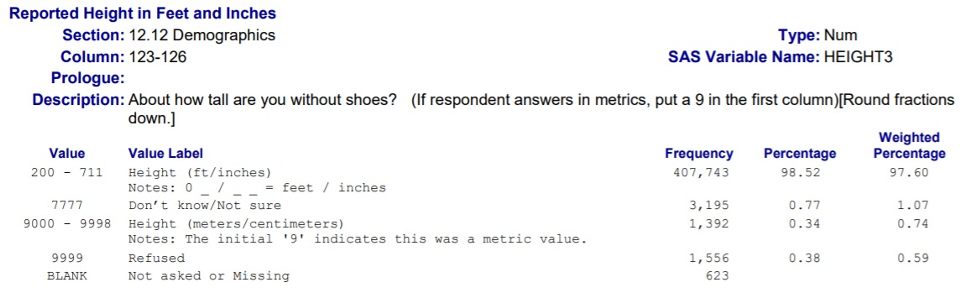 Reported Height in Feet and Inches
Section: 12.12 Demographics Type: Num
Column: 123-126 SAS Variable Name: HEIGHT3
Prologue:
Description: About how tall are you without shoes? (If respondent answers in metrics, put a 9 in the first column)[Round fractions
down.]
Weighted
Value Value Label Frequency Percentage Percentage
200 - 711 Height (ft/inches) 407,743 98.52 97.60
Notes: 0 _ / _ _ = feet / inches
7777 Don't know/Not sure 3,195 0.77 1.07
9000 - 9998 Height (meters/centimeters) 1,392 0.34 0.74
Notes: The initial '9' indicates this was a metric value.
9999 Refused 1,556 0.38 0.59
BLANK Not asked or Missing 623